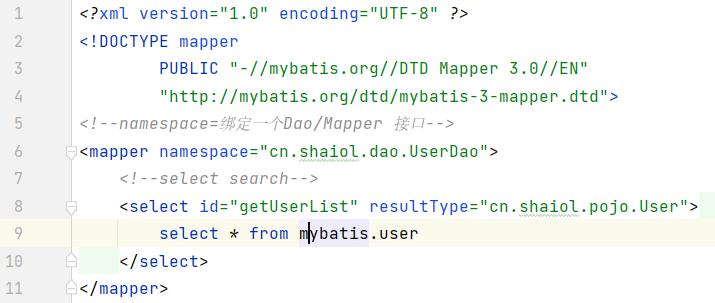 1 <?xml version="1.0" encoding="UTF-8" ?>
2 <!DOCTYPE mapper
3         PUBLIC "-//mybatis.org//DTD Mapper 3.0//EN"
4         "http://mybatis.org/dtd/mybatis-3-mapper.dtd">
5 <!--namespace=绑定一个Dao/Mapper 接口-->
6 <mapper namespace="cn.shaiol.dao.UserDao">
7     <!--select search-->
8     <select id="getUserList" resultType="cn.shaiol.pojo.User">
9         select * from mybatis.user
10     </select>
11 </mapper>